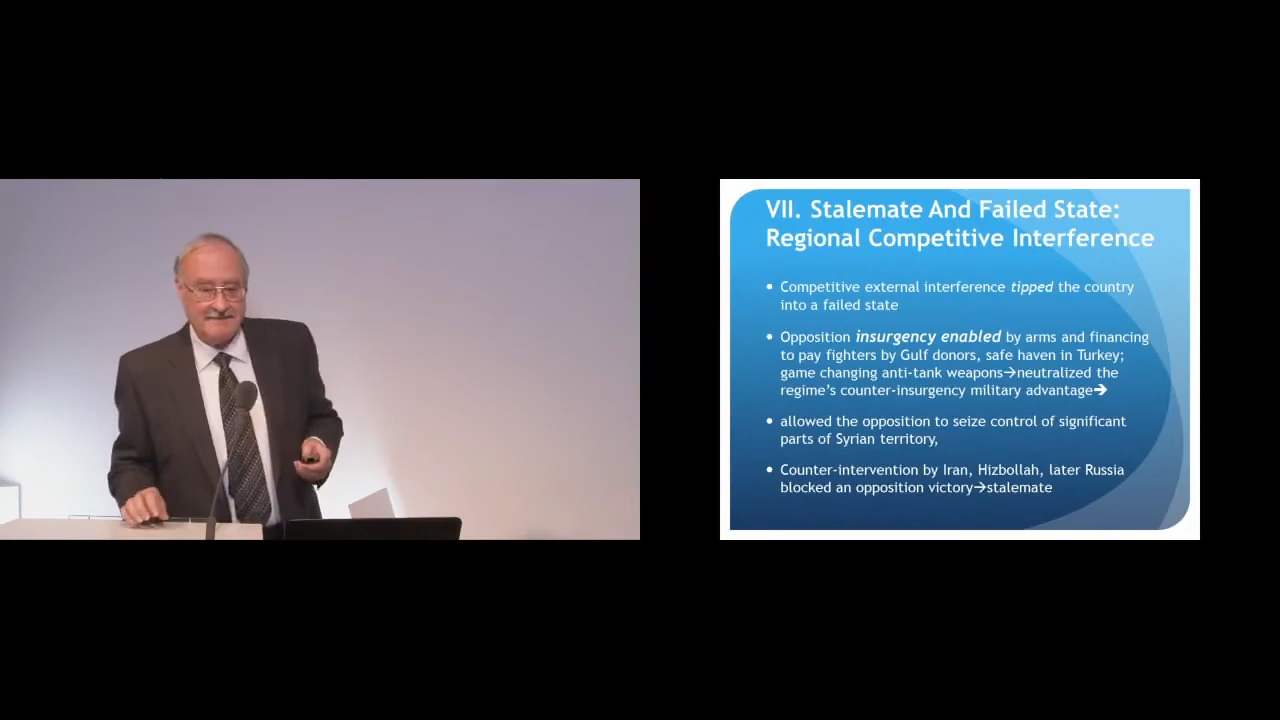 VII. Stalemate And Failed State:
Regional Competitive Interference
• Competitive external interference tipped the country
into a failed state
• Opposition insurgency enabled by arms and financing
to pay fighters by Gulf donors, safe haven in Turkey;
game changing anti-tank weapons→neutralized the
regime’s counter-insurgency military advantage→
• allowed the opposition to seize control of significant
parts of Syrian territory,
• Counter-intervention by Iran, Hizbollah, later Russia
blocked an opposition victory→stalemate